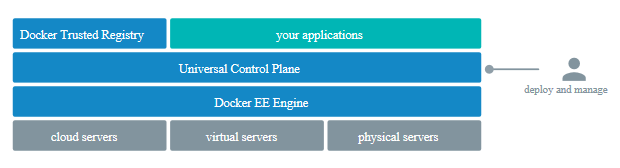 Docker Trusted Registry
your applications
Universal Control Plane
deploy and manage
Docker EE Engine
cloud servers
virtual servers
physical servers